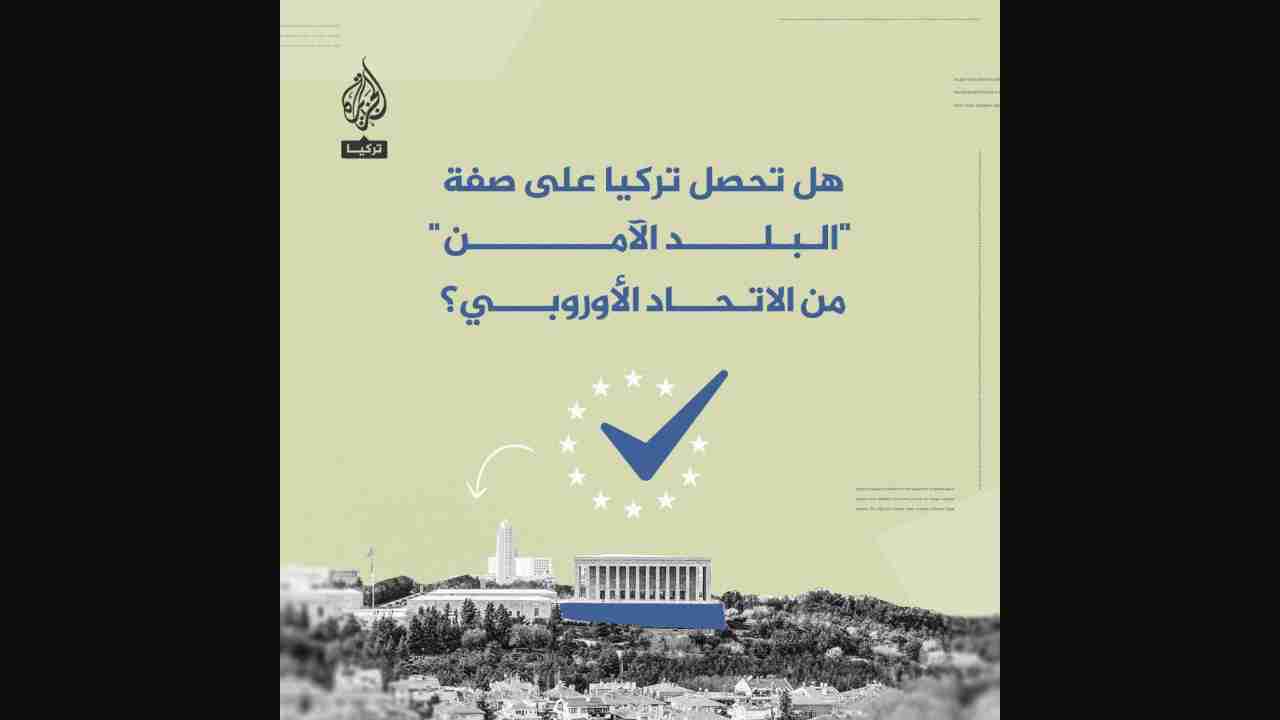 الجزيرة
تركيا
هل تحصل تركيا على صفة
"البلد الآمن"
من الاتحاد الأوروبي؟